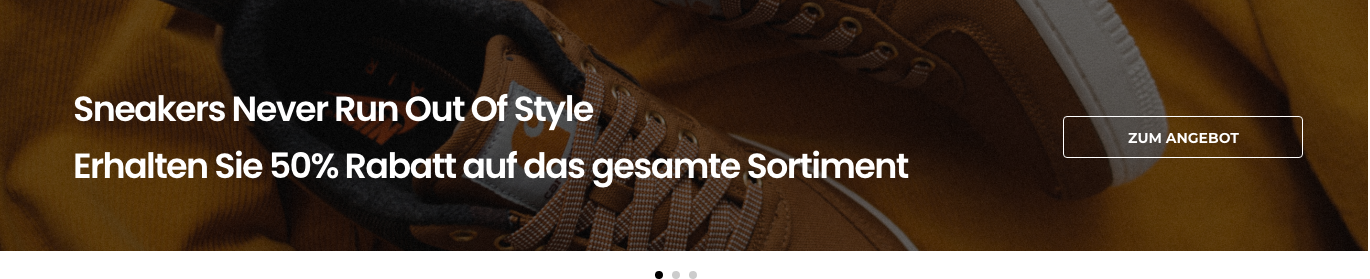 Sneakers Never Run Out Of Style
Erhalten Sie 50% Rabatt auf das gesamte Sortiment
ZUM ANGEBOT